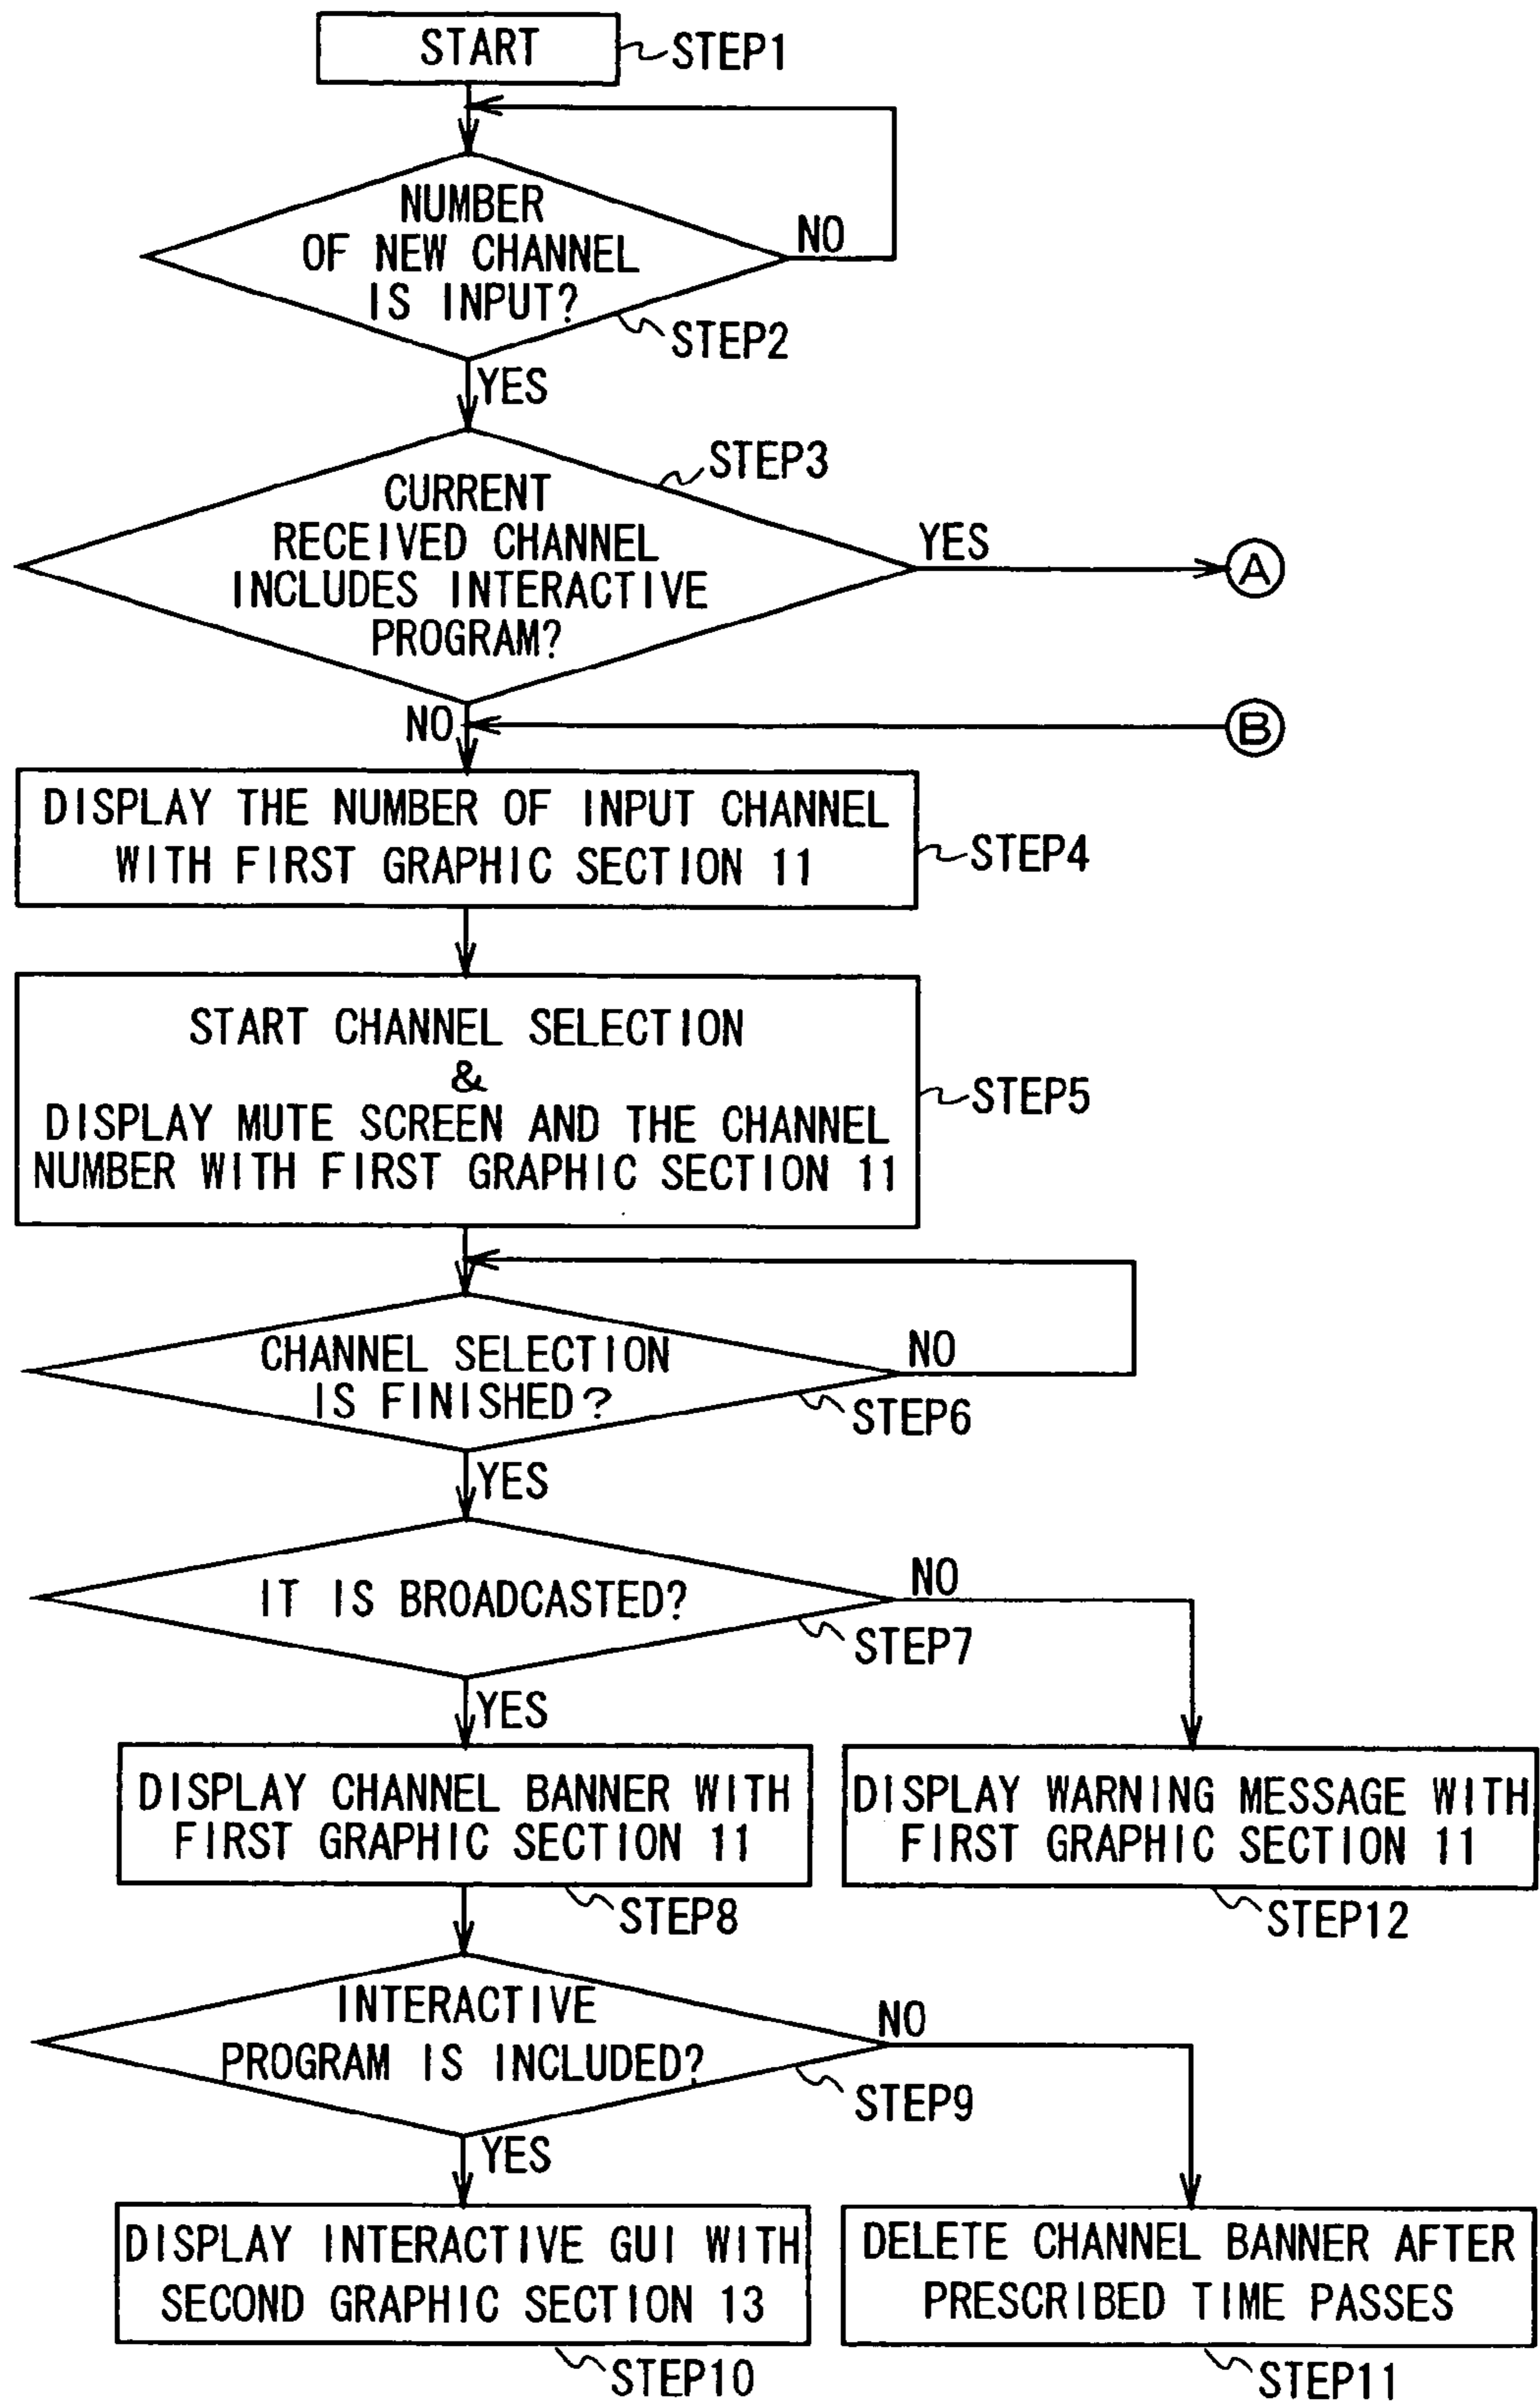 START
STEP1
NUMBER
OF NEW CHANNEL
IS INPUT?
NO
STEP2
YES
STEP3
CURRENT
RECEIVED CHANNEL
INCLUDES INTERACTIVE
PROGRAM?
YES
A
NO
B
DISPLAY THE NUMBER OF INPUT CHANNEL
WITH FIRST GRAPHIC SECTION 11
STEP4
START CHANNEL SELECTION
&
DISPLAY MUTE SCREEN AND THE CHANNEL
NUMBER WITH FIRST GRAPHIC SECTION 11
STEP5
CHANNEL SELECTION
IS FINISHED?
NO
STEP6
YES
IT IS BROADCASTED?
NO
STEP7
YES
DISPLAY CHANNEL BANNER WITH
FIRST GRAPHIC SECTION 11
STEP8
DISPLAY WARNING MESSAGE WITH
FIRST GRAPHIC SECTION 11
STEP12
INTERACTIVE
PROGRAM IS INCLUDED?
NO
STEP9
YES
DISPLAY INTERACTIVE GUI WITH
SECOND GRAPHIC SECTION 13
STEP10
DELETE CHANNEL BANNER AFTER
PRESCRIBED TIME PASSES
STEP11